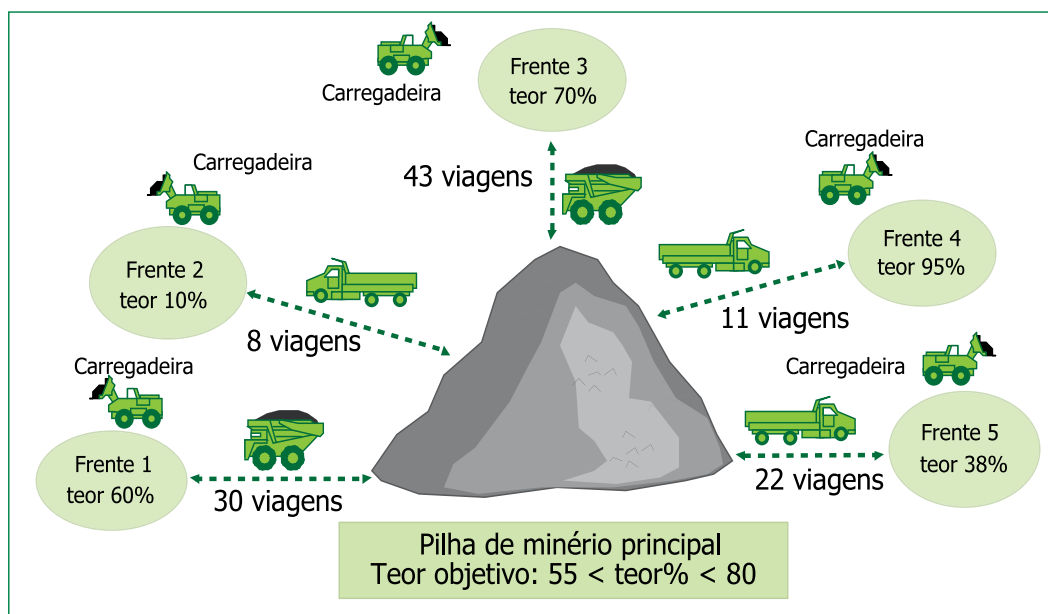 Carregadeira
Frente 3
teor 70%
43 viagens
Carregadeira
Frente 2
teor 10%
8 viagens
Carregadeira
Frente 4
teor 95%
11 viagens
Carregadeira
Frente 1
teor 60%
30 viagens
Carregadeira
Frente 5
teor 38%
22 viagens
Pilha de minério principal
Teor objetivo: 55 < teor% < 80